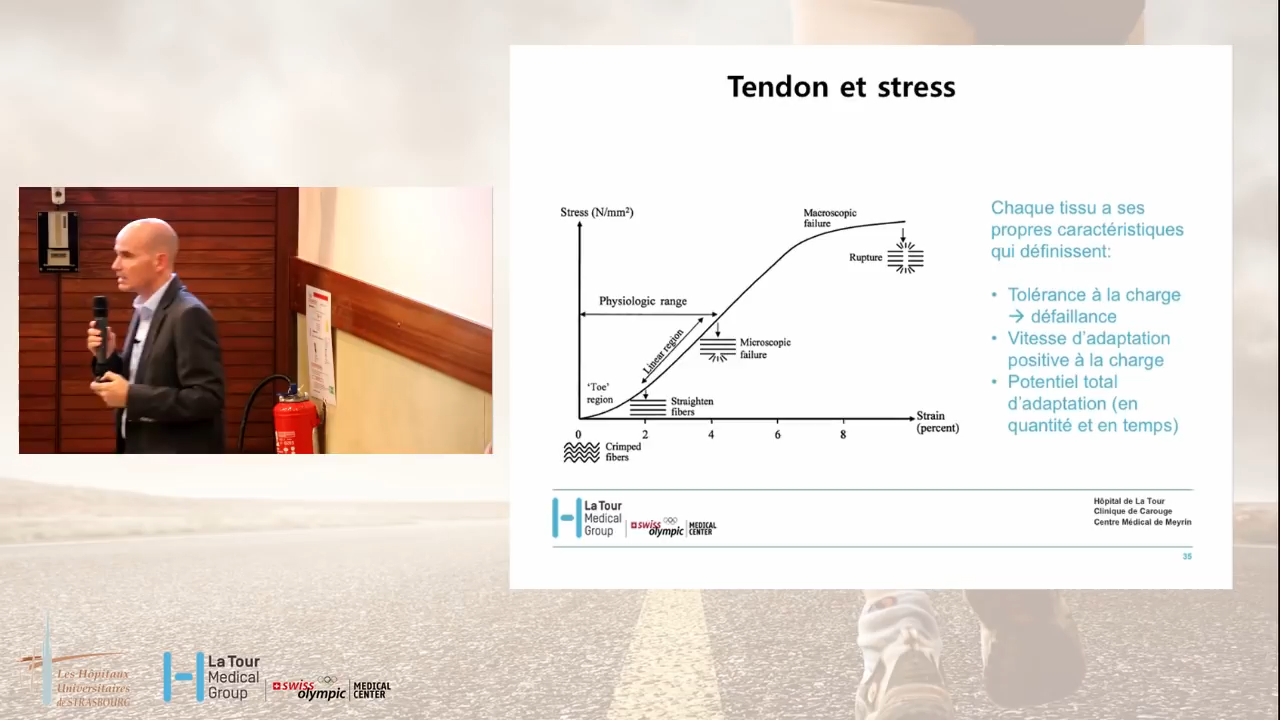 Tendon et stress
Stress (N/mm²)
Macroscopic
failure
Rupture
Physiologic range
Linear region
Microscopic
failure
'Toe'
region
Straighten
fibers
Strain
(percent)
0 2 4 6 8
Crimped
fibers
Chaque tissu a ses
propres caractéristiques
qui définissent:
• Tolérance à la charge
→ défaillance
• Vitesse d'adaptation
positive à la charge
• Potentiel total
d'adaptation (en
quantité et en temps)
La Tour
Medical
Group
swiss
olympic
MEDICAL
CENTER
Hôpital de La Tour
Clinique de Carouge
Centre Médical de Meyrin
35
Les Hôpitaux
Universitaires
de STRASBOURG
La Tour
Medical
Group
swiss
olympic
MEDICAL
CENTER